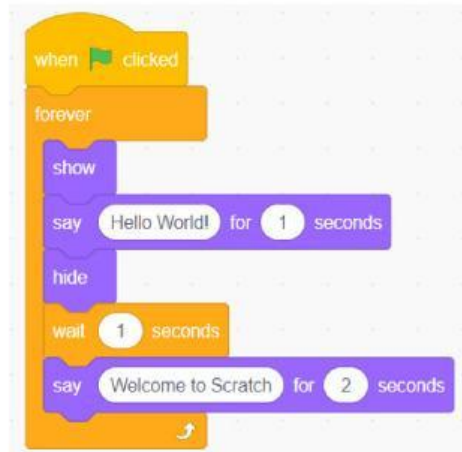 when clicked
forever
show
say Hello World! for 1 seconds
hide
wait 1 seconds
say Welcome to Scratch for 2 seconds